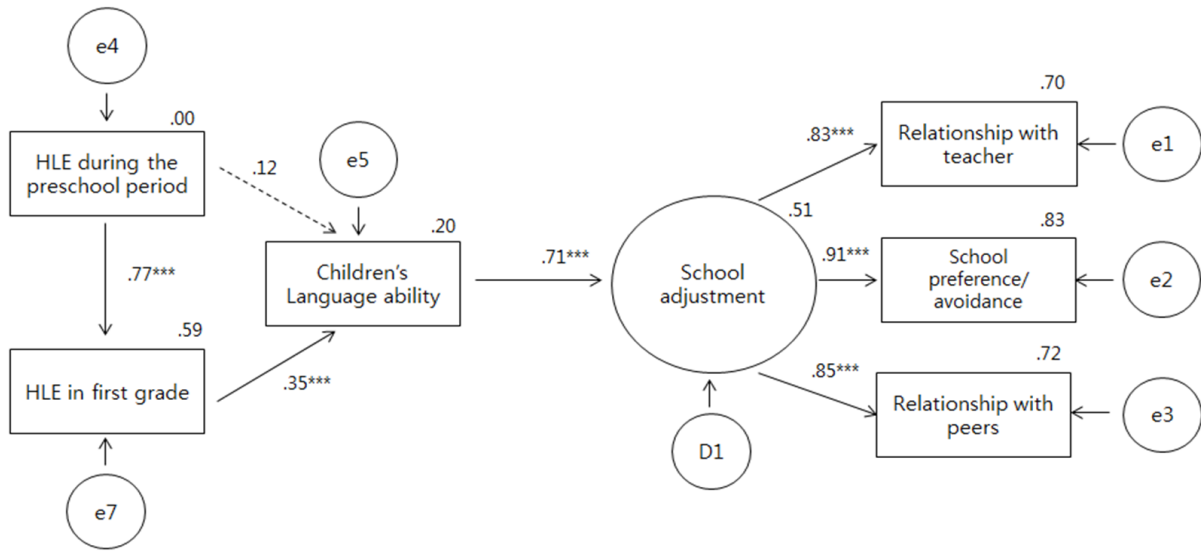 e4
.00
HLE during the
preschool period
.12
e5
.77***
.20
Children's
Language ability
.59
HLE in first grade
.35***
e7
.71***
School
adjustment
.51
D1
.83***
.70
Relationship with
teacher
e1
.91***
.83
School
preference/
avoidance
e2
.85***
.72
Relationship with
peers
e3